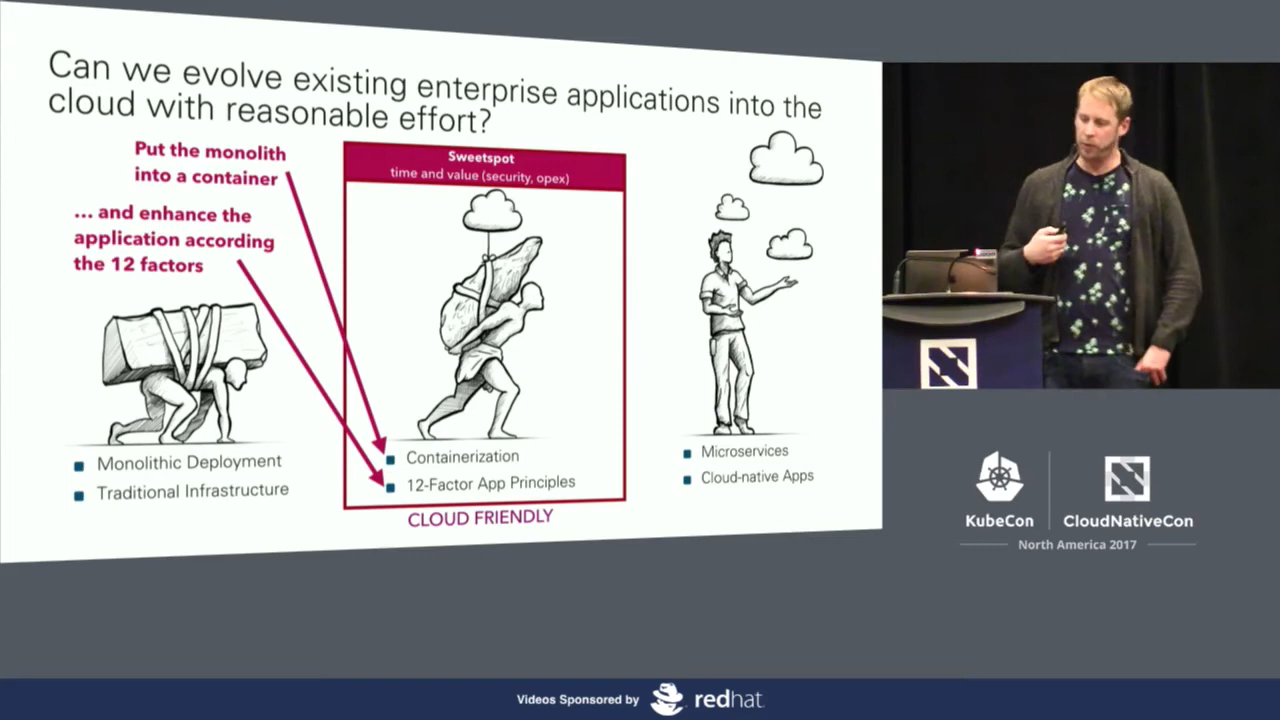 Can we evolve existing enterprise applications into the
cloud with reasonable effort?
Put the monolith
into a container
... and enhance the
application according
the 12 factors
Sweetspot
time and value (security, opex)
Monolithic Deployment
Traditional Infrastructure
Containerization
12-Factor App Principles
CLOUD FRIENDLY
Microservices
Cloud-native Apps
KubeCon
CloudNativeCon
North America 2017
Videos Sponsored by
redhat